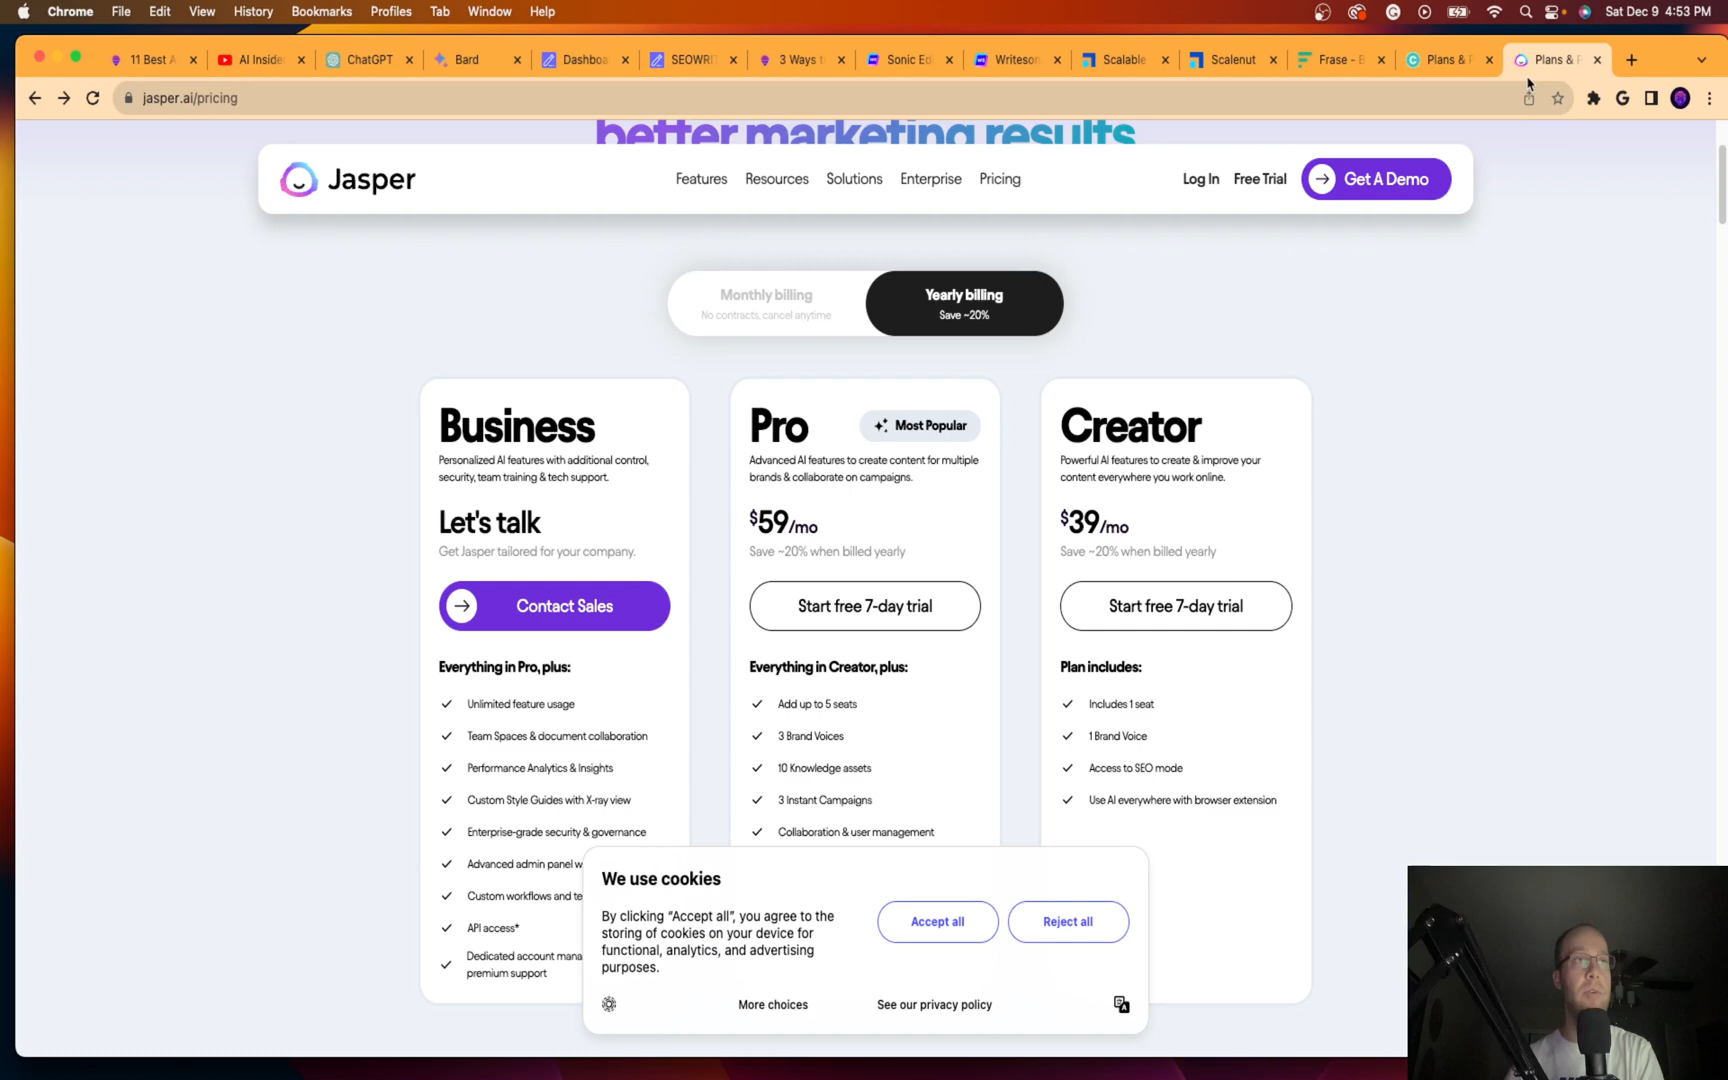 Chrome File Edit View History Bookmarks Profiles Tab Window Help
Sat Dec 9 4:53 PM
11 Best A
AI Inside
ChatGPT
Bard
Dashboa
SEOWRI
3 Ways t
Sonic Ed
Writeson
Scalable
Scalenut
Frase - B
Plans & P
Plans & P
jasper.ai/pricing
better marketing results
Jasper
Features Resources Solutions Enterprise Pricing
Log In Free Trial Get A Demo
Monthly billing
No contracts, cancel anytime
Yearly billing
Save ~20%
Business
Personalized AI features with additional control,
security, team training & tech support.
Let's talk
Get Jasper tailored for your company.
Contact Sales
Everything in Pro, plus:
Unlimited feature usage
Team Spaces & document collaboration
Performance Analytics & Insights
Custom Style Guides with X-ray view
Enterprise-grade security & governance
Advanced admin panel w
Custom workflows and te
API access*
Dedicated account mana
premium support
Pro
Most Popular
Advanced AI features to create content for multiple
brands & collaborate on campaigns.
$59/mo
Save ~20% when billed yearly
Start free 7-day trial
Everything in Creator, plus:
Add up to 5 seats
3 Brand Voices
10 Knowledge assets
3 Instant Campaigns
Collaboration & user management
Creator
Powerful AI features to create & improve your
content everywhere you work online.
$39/mo
Save ~20% when billed yearly
Start free 7-day trial
Plan includes:
Includes 1 seat
1 Brand Voice
Access to SEO mode
Use AI everywhere with browser extension
We use cookies
By clicking “Accept all”, you agree to the
storing of cookies on your device for
functional, analytics, and advertising
purposes.
Accept all
Reject all
More choices
See our privacy policy